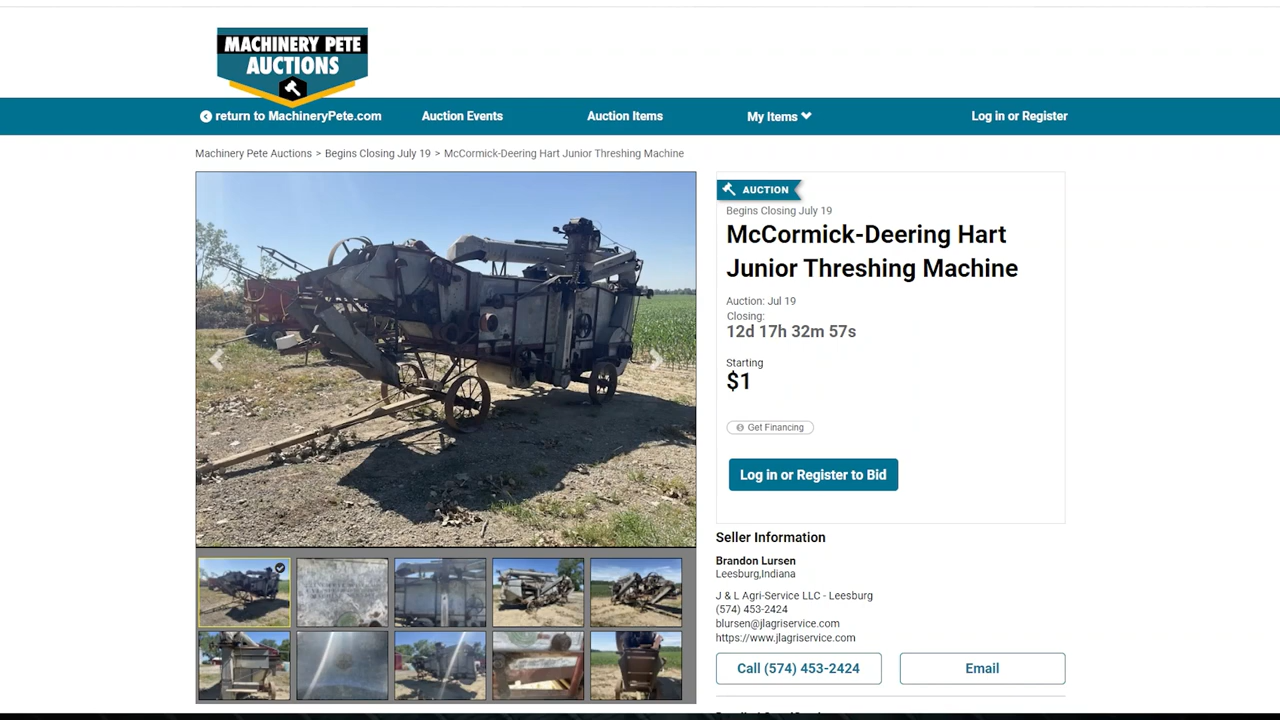 MACHINERY PETE
AUCTIONS
return to MachineryPete.com Auction Events Auction Items My Items Log in or Register
Machinery Pete Auctions > Begins Closing July 19 > McCormick-Deering Hart Junior Threshing Machine
AUCTION
Begins Closing July 19
McCormick-Deering Hart
Junior Threshing Machine
Auction: Jul 19
Closing:
12d 17h 32m 57s
Starting
$1
Get Financing
Log in or Register to Bid
Seller Information
Brandon Lursen
Leesburg,Indiana
J & L Agri-Service LLC - Leesburg
(574) 453-2424
blursen@jlagriservice.com
https://www.jlagriservice.com
Call (574) 453-2424 Email